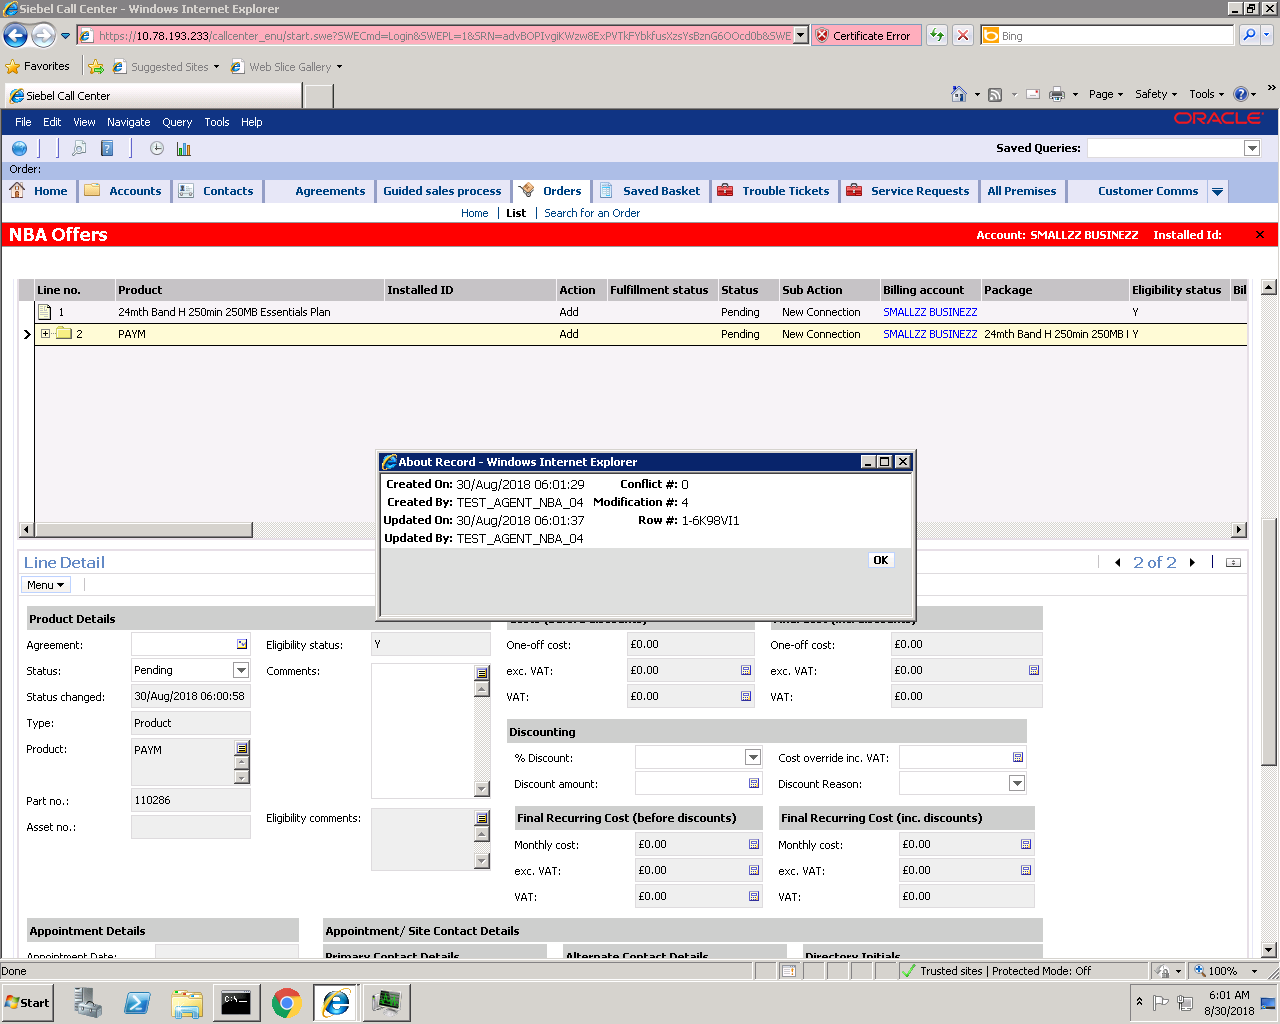 Siebel Call Center - Windows Internet Explorer
https://10.78.193.233/callcenter_enu/start.swe?SWECmd=Login&SWEPL=1&SRN=advBOPIvgiKWzw8ExPVTkFYbkfusXzsYsBznG6OOcd0b&SWE Certificate Error Bing
Favorites Suggested Sites Web Slice Gallery
Siebel Call Center Page Safety Tools »
File Edit View Navigate Query Tools Help ORACLE
Saved Queries:
Order:
Home Accounts Contacts Agreements Guided sales process Orders Saved Basket Trouble Tickets Service Requests All Premises Customer Comms
Home List Search for an Order
NBA Offers Account: SMALLZZ BUSINEZZ Installed Id: ×
Line no. Product Installed ID Action Fulfillment status Status Sub Action Billing account Package Eligibility status Bil
1 24mth Band H 250min 250MB Essentials Plan Add Pending New Connection SMALLZZ BUSINEZZ Y
2 PAYM Add Pending New Connection SMALLZZ BUSINEZZ 24mth Band H 250min 250MB Y
About Record - Windows Internet Explorer
Created On: 30/Aug/2018 06:01:29 Conflict #: 0
Created By: TEST_AGENT_NBA_04 Modification #: 4
Updated On: 30/Aug/2018 06:01:37 Row #: 1-6K98VI1
Updated By: TEST_AGENT_NBA_04
OK
Line Detail 2 of 2
Menu
Product Details
Agreement: Eligibility status: Y One-off cost: £0.00 One-off cost: £0.00
Status: Pending Comments: exc. VAT: £0.00 exc. VAT: £0.00
Status changed: 30/Aug/2018 06:00:58 VAT: £0.00 VAT: £0.00
Type: Product
Discounting
Product: PAYM % Discount: Cost override inc. VAT:
Discount amount: Discount Reason:
Part no.: 110286
Asset no.: Eligibility comments: Final Recurring Cost (before discounts) Final Recurring Cost (inc. discounts)
Monthly cost: £0.00 Monthly cost: £0.00
exc. VAT: £0.00 exc. VAT: £0.00
VAT: £0.00 VAT: £0.00
Appointment Details Appointment/ Site Contact Details
Appointment Date: Primary Contact Details Alternate Contact Details Directory Initials
Done Trusted sites | Protected Mode: Off 100%
Start 6:01 AM
8/30/2018